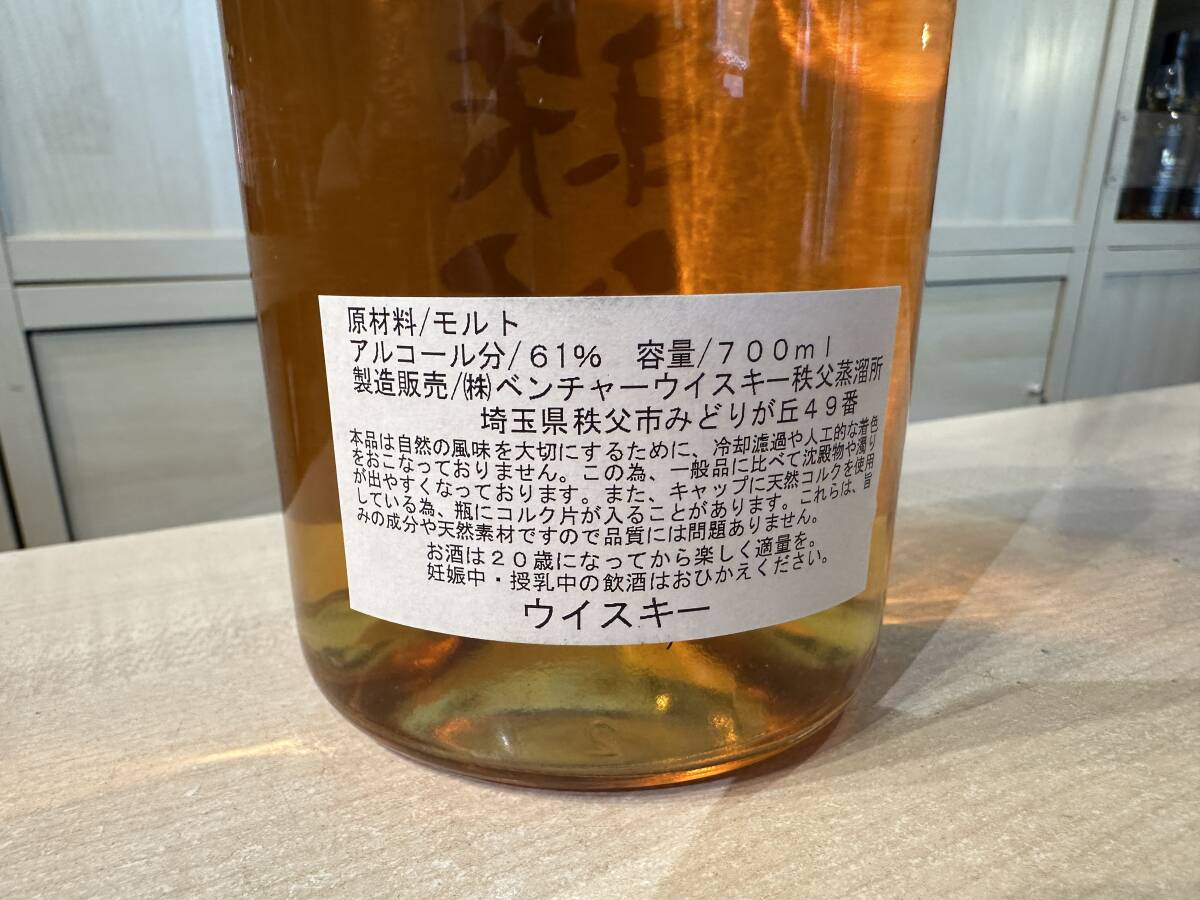 原材料/モルト
アルコール分/61%　容量/700ml
製造販売/㈱ベンチャーウイスキー秩父蒸溜所
埼玉県秩父市みどりが丘49番
本品は自然の風味を大切にするために、冷却濾過や人工的な着色
をおこなっておりません。この為、一般品に比べて沈殿物や濁り
が出やすくなっております。また、キャップに天然コルクを使用
している為、瓶にコルク片が入ることがあります。これらは、旨
みの成分や天然素材ですので品質には問題ありません。
お酒は20歳になってから楽しく適量を。
妊娠中・授乳中の飲酒はおひかえください。
ウイスキー
2